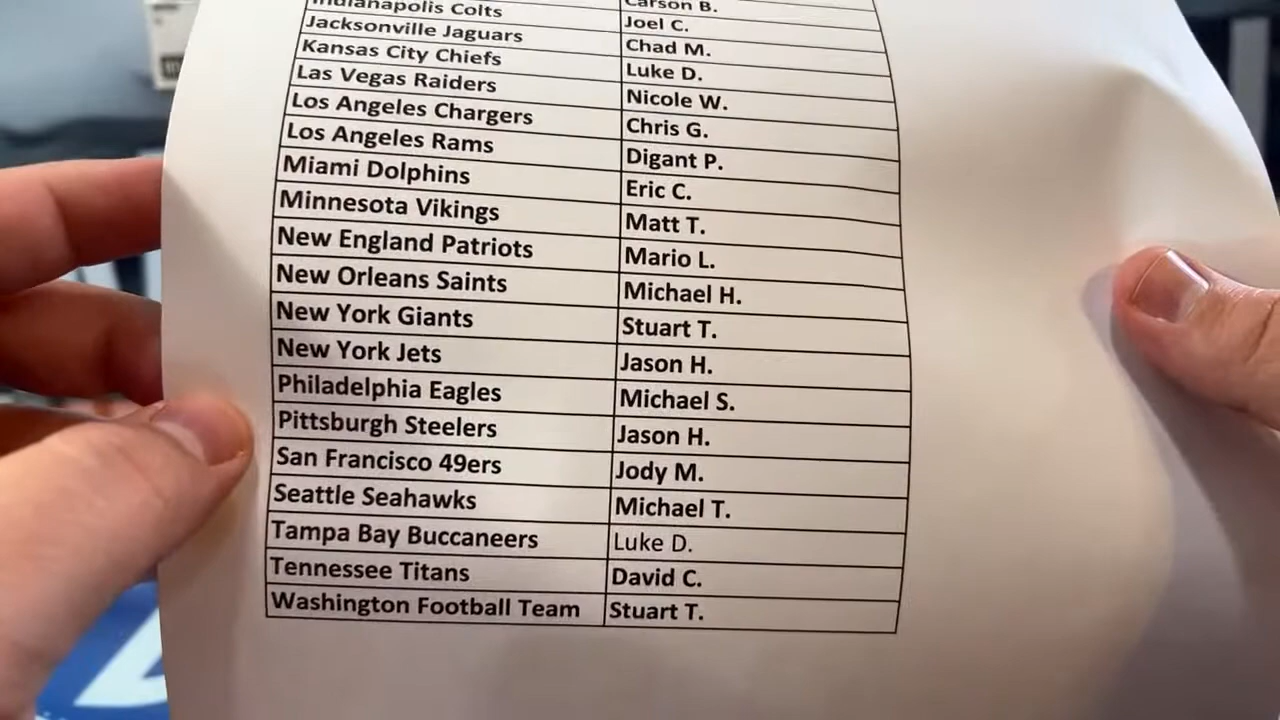 Carson B.
Indianapolis Colts Joel C.
Jacksonville Jaguars Chad M.
Kansas City Chiefs Luke D.
Las Vegas Raiders Nicole W.
Los Angeles Chargers Chris G.
Los Angeles Rams Digant P.
Miami Dolphins Eric C.
Minnesota Vikings Matt T.
New England Patriots Mario L.
New Orleans Saints Michael H.
New York Giants Stuart T.
New York Jets Jason H.
Philadelphia Eagles Michael S.
Pittsburgh Steelers Jason H.
San Francisco 49ers Jody M.
Seattle Seahawks Michael T.
Tampa Bay Buccaneers Luke D.
Tennessee Titans David C.
Washington Football Team Stuart T.